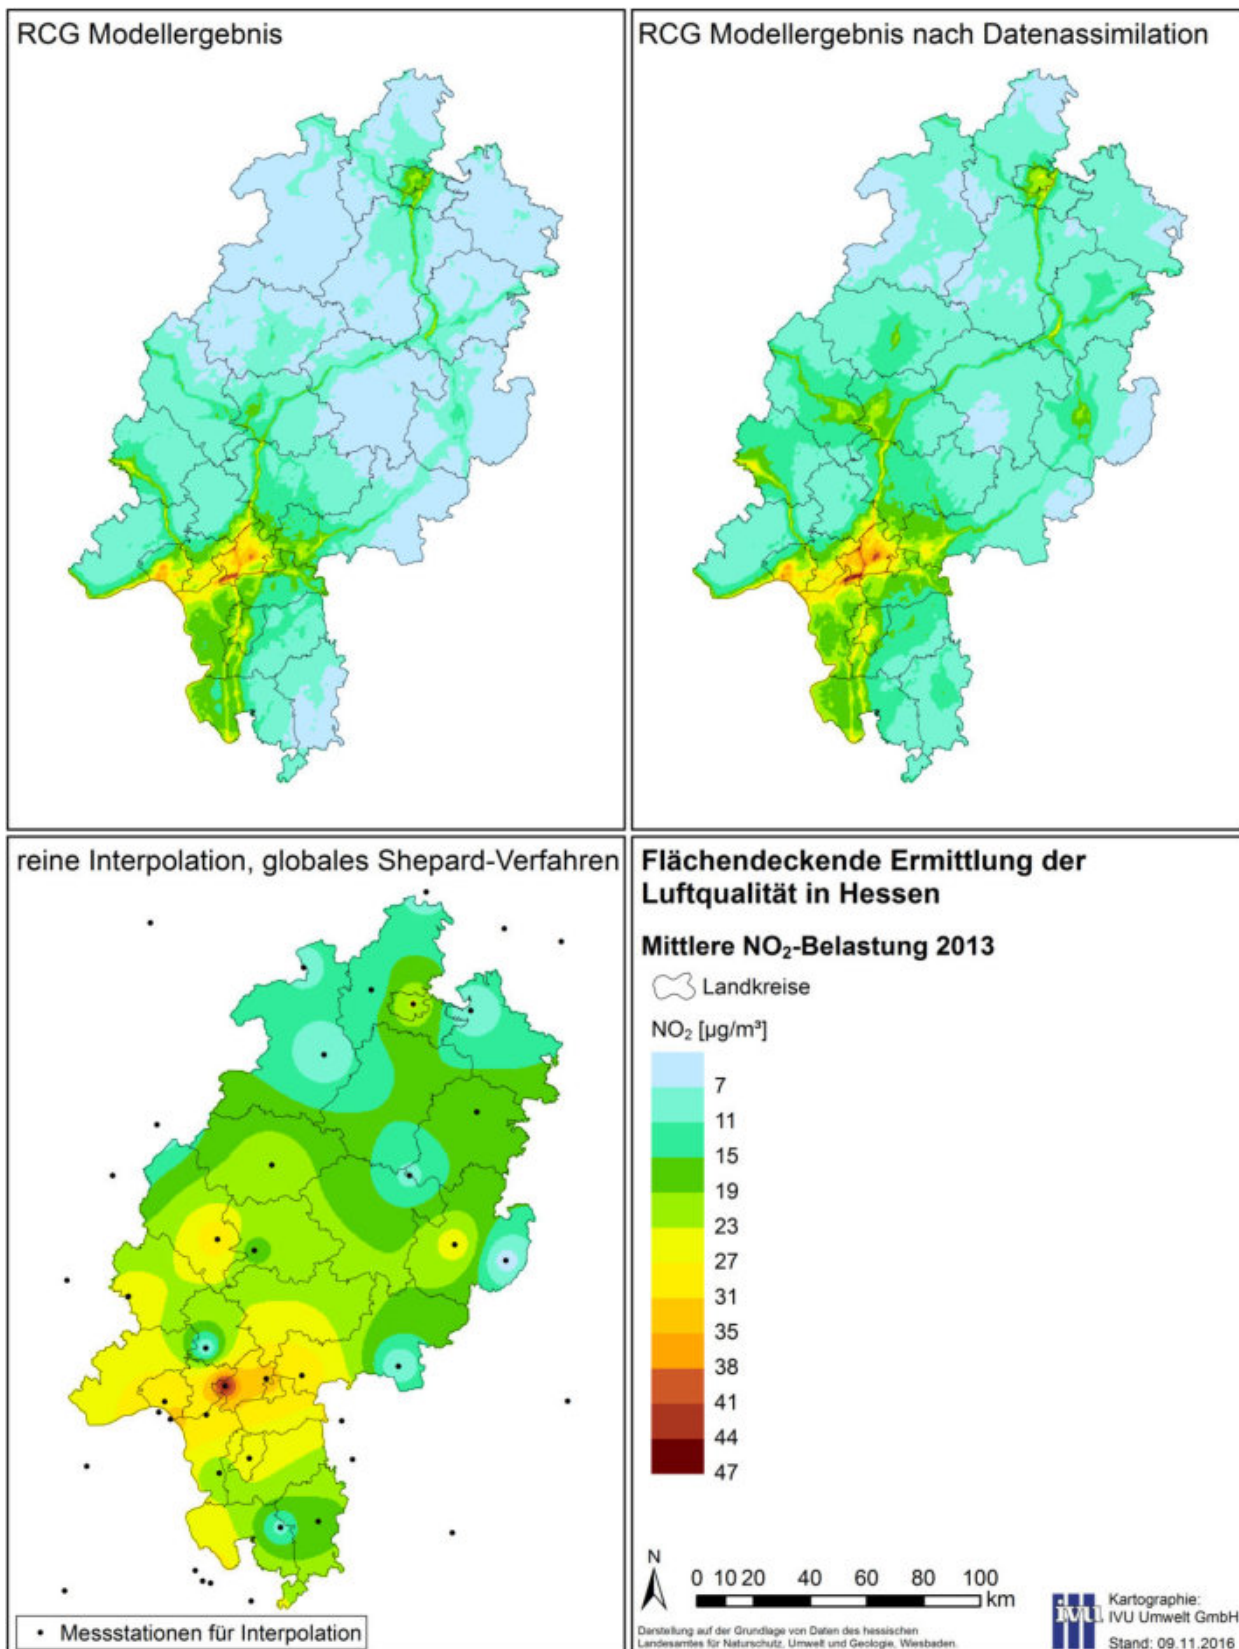 RCG Modellergebnis
RCG Modellergebnis nach Datenassimilation
reine Interpolation, globales Shepard-Verfahren
Messstationen für Interpolation
Flächendeckende Ermittlung der
Luftqualität in Hessen
Mittlere NO₂-Belastung 2013
Landkreise
NO₂ [µg/m³]
7
11
15
19
23
27
31
35
38
41
44
47
N
0 10 20 40 60 80 100
km
Darstellung auf der Grundlage von Daten des hessischen
Landesamtes für Naturschutz, Umwelt und Geologie, Wiesbaden.
ivu
Kartographie:
IVU Umwelt GmbH
Stand: 09.11.2016